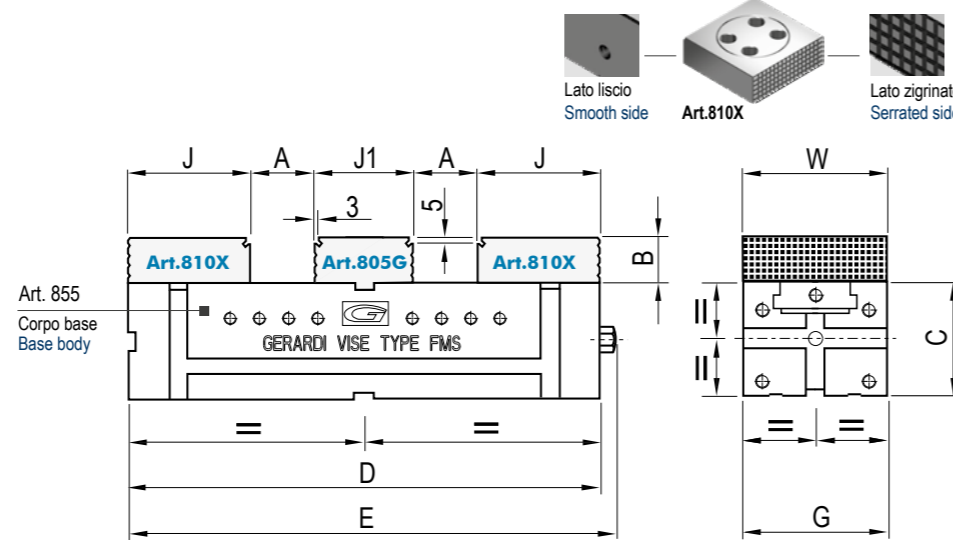 Lato liscio
Smooth side
Art.810X
Lato zigrinat
Serrated side
J A J1 A J
3
5
W
B
Art.810X Art.805G Art.810X
Art. 855
Corpo base
Base body
G
GERARDI VISE TYPE FMS
C
= =
= =
= =
D
E
G